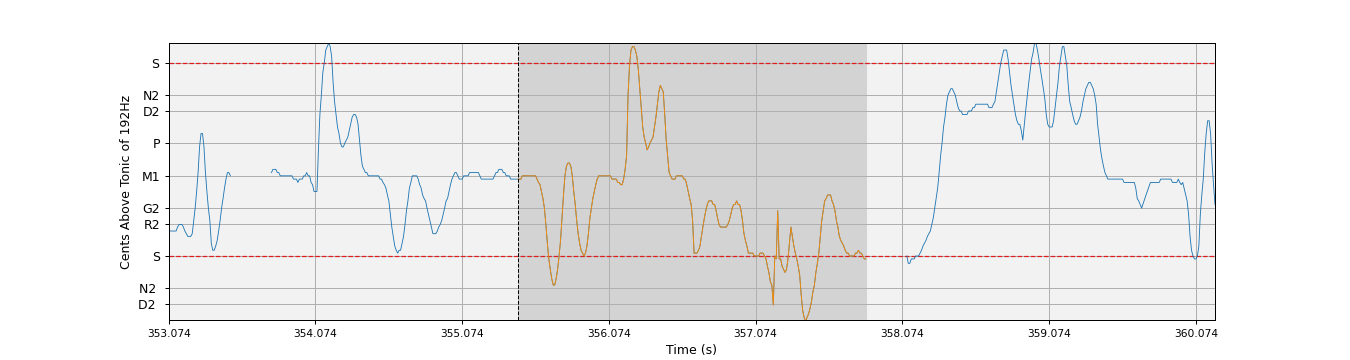 Cents Above Tonic of 192Hz
S
N2
D2
P
M1
G2
R2
S
N2
D2
353.074 354.074 355.074 356.074 357.074 358.074 359.074 360.074
Time (s)